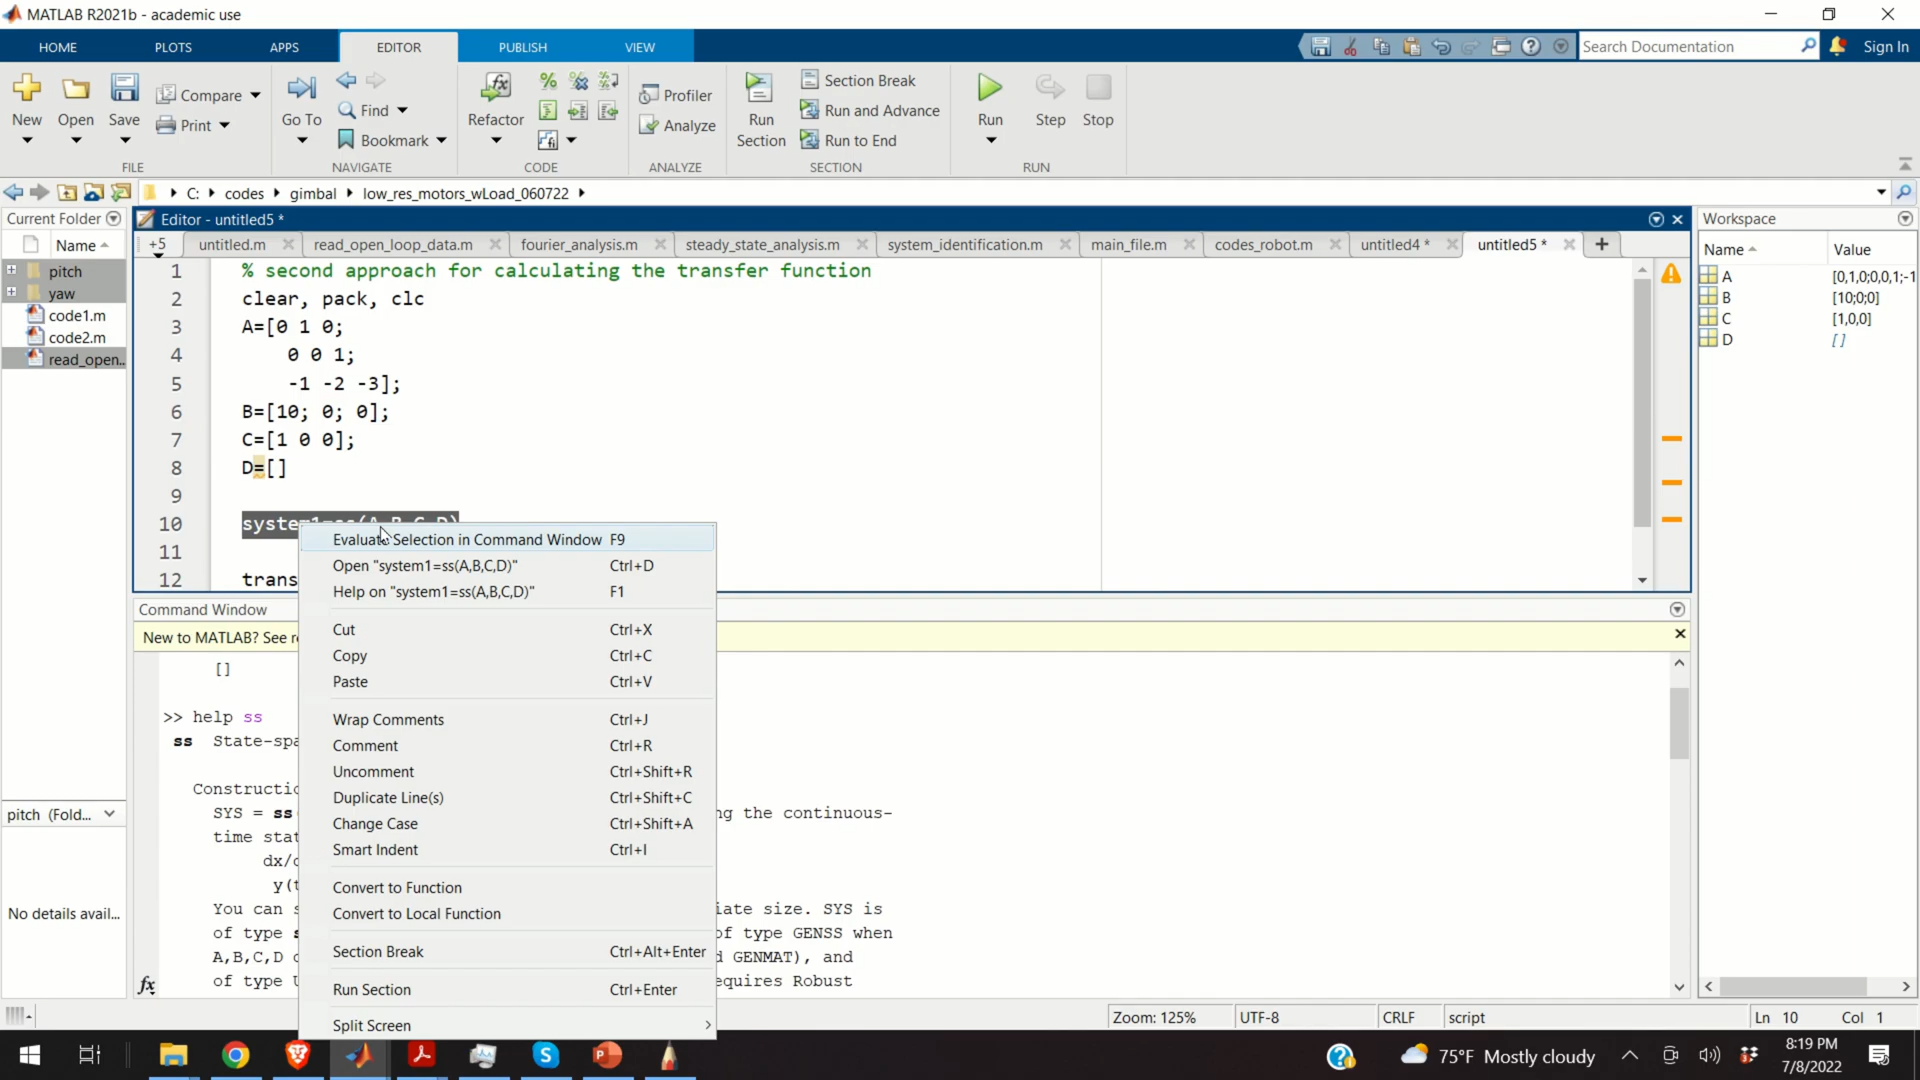 MATLAB R2021b - academic use
HOME PLOTS APPS EDITOR PUBLISH VIEW
Search Documentation
Sign In
New Open Save Compare Print
FILE
Go To Find Bookmark
NAVIGATE
Refactor
CODE
Profiler
Analyze
ANALYZE
Run Section
Section Break
Run and Advance
Run to End
SECTION
Run Step Stop
RUN
C: codes gimbal low_res_motors_wLoad_060722
Current Folder
Name
pitch
yaw
code1.m
code2.m
read_open..
pitch (Fold...
No details avail...
Editor - untitled5 *
+5 untitled.m read_open_loop_data.m fourier_analysis.m steady_state_analysis.m system_identification.m main_file.m codes_robot.m untitled4 * untitled5 *
1 % second approach for calculating the transfer function
2 clear, pack, clc
3 A=[0 1 0;
4 0 0 1;
5 -1 -2 -3];
6 B=[10; 0; 0];
7 C=[1 0 0];
8 D=[]
9
10 system1=ss(A,B,C,D)
11
12 trans
Evaluate Selection in Command Window F9
Open "system1=ss(A,B,C,D)" Ctrl+D
Help on "system1=ss(A,B,C,D)" F1
Cut Ctrl+X
Copy Ctrl+C
Paste Ctrl+V
Wrap Comments Ctrl+J
Comment Ctrl+R
Uncomment Ctrl+Shift+R
Duplicate Line(s) Ctrl+Shift+C
Change Case Ctrl+Shift+A
Smart Indent Ctrl+I
Convert to Function
Convert to Local Function
Section Break Ctrl+Alt+Enter
Run Section Ctrl+Enter
Split Screen
Command Window
New to MATLAB? See
[]
>> help ss
ss State-spa
Constructio
SYS = ss ng the continuous-
time stat
dx/
y(t
You can s iate size. SYS is
of type s of type GENSS when
A,B,C,D d GENMAT), and
of type equires Robust
fx
Workspace
Name Value
A [0,1,0;0,0,1;-1
B [10;0;0]
C [1,0,0]
D []
Zoom: 125% UTF-8 CRLF script Ln 10 Col 1
75°F Mostly cloudy
8:19 PM
7/8/2022